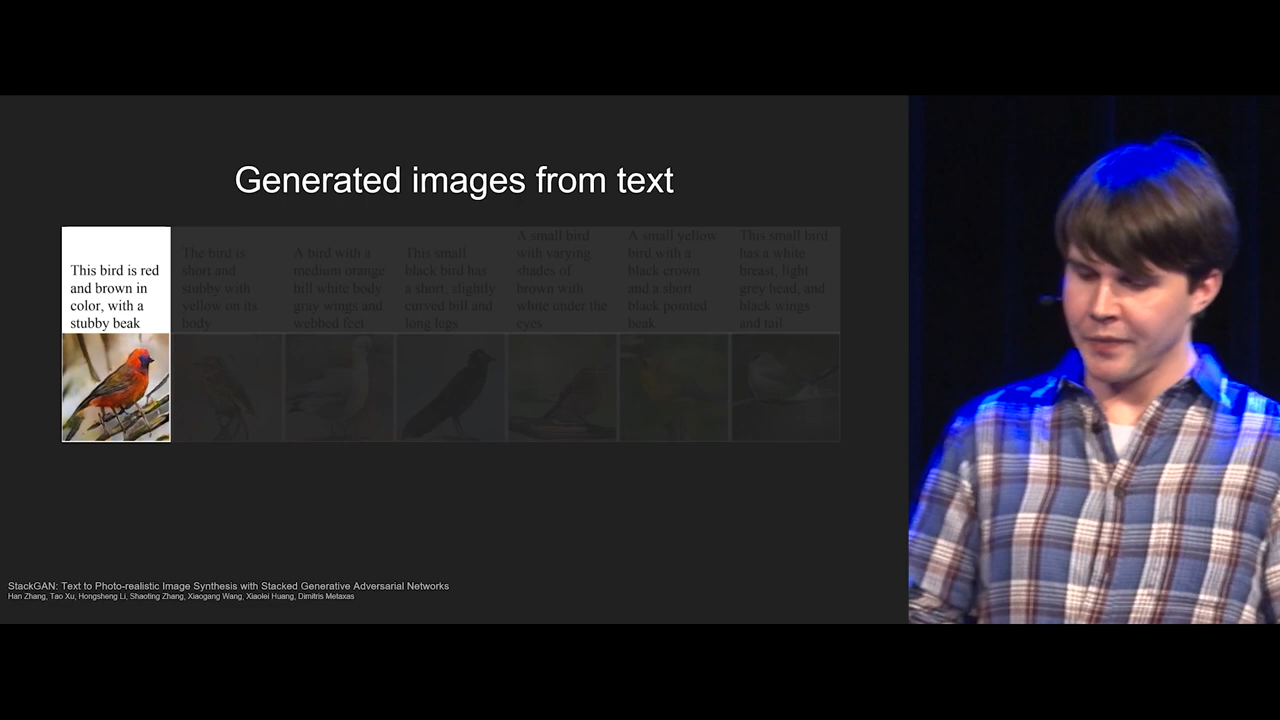 Generated images from text
This bird is red
and brown in
color, with a
stubby beak
The bird is
short and
stubby with
yellow on its
body
A bird with a
medium orange
bill white body
gray wings and
webbed feet
This small
black bird has
a short, slightly
curved bill and
long legs
A small bird
with varying
shades of
brown with
white under the
eyes
A small yellow
bird with a
black crown
and a short
black pointed
beak
This small bird
has a white
breast, light
grey head, and
black wings
and tail
StackGAN: Text to Photo-realistic Image Synthesis with Stacked Generative Adversarial Networks
Han Zhang, Tao Xu, Hongsheng Li, Shaoting Zhang, Xiaogang Wang, Xiaolei Huang, Dimitris Metaxas